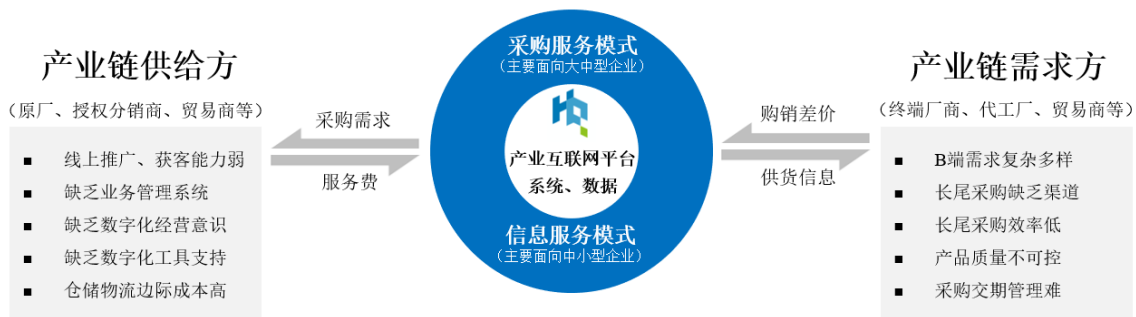 产业链供给方
（原厂、授权分销商、贸易商等）
■ 线上推广、获客能力弱
■ 缺乏业务管理系统
■ 缺乏数字化经营意识
■ 缺乏数字化工具支持
■ 仓储物流边际成本高
采购需求
服务费
采购服务模式
（主要面向大中型企业）
HQ
产业互联网平台
系统、数据
信息服务模式
（主要面向中小型企业）
购销差价
供货信息
产业链需求方
（终端厂商、代工厂、贸易商等）
■ B端需求复杂多样
■ 长尾采购缺乏渠道
■ 长尾采购效率低
■ 产品质量不可控
■ 采购交期管理难